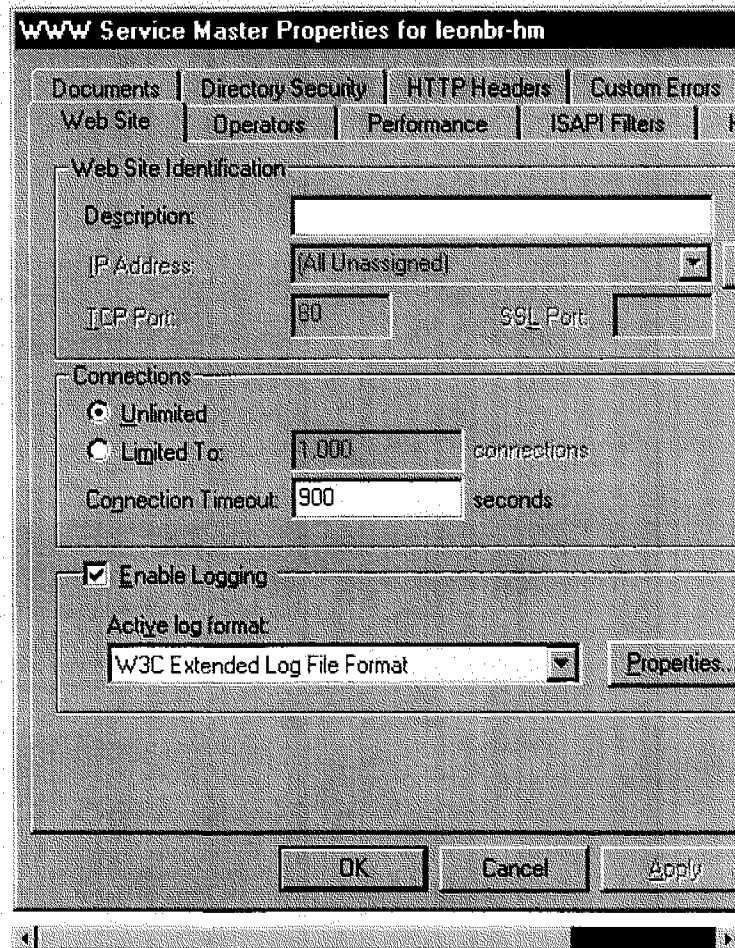 WWW Service Master Properties for leonbr-hm
Documents Directory Security HTTP Headers Custom Errors
Web Site Operators Performance ISAPI Filters
Web Site Identification
Description:
IP Address: (All Unassigned)
TCP Port: 80 SSL Port:
Connections
Unlimited
Limited To: 1,000 connections
Connection Timeout: 900 seconds
Enable Logging
Active log format:
W3C Extended Log File Format Properties...
OK Cancel Apply